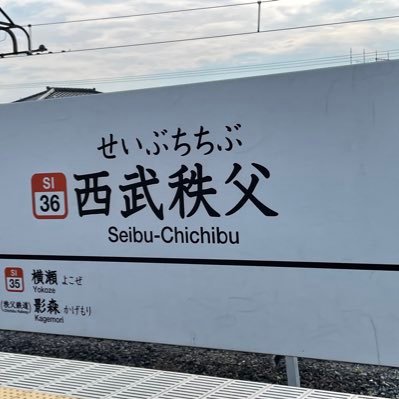 せいぶちちぶ
SI
36 西武秩父
Seibu-Chichibu
SI
35 横瀬 よこぜ
Yokoze
(秩父鉄道) 影森 かげもり
Kagemori